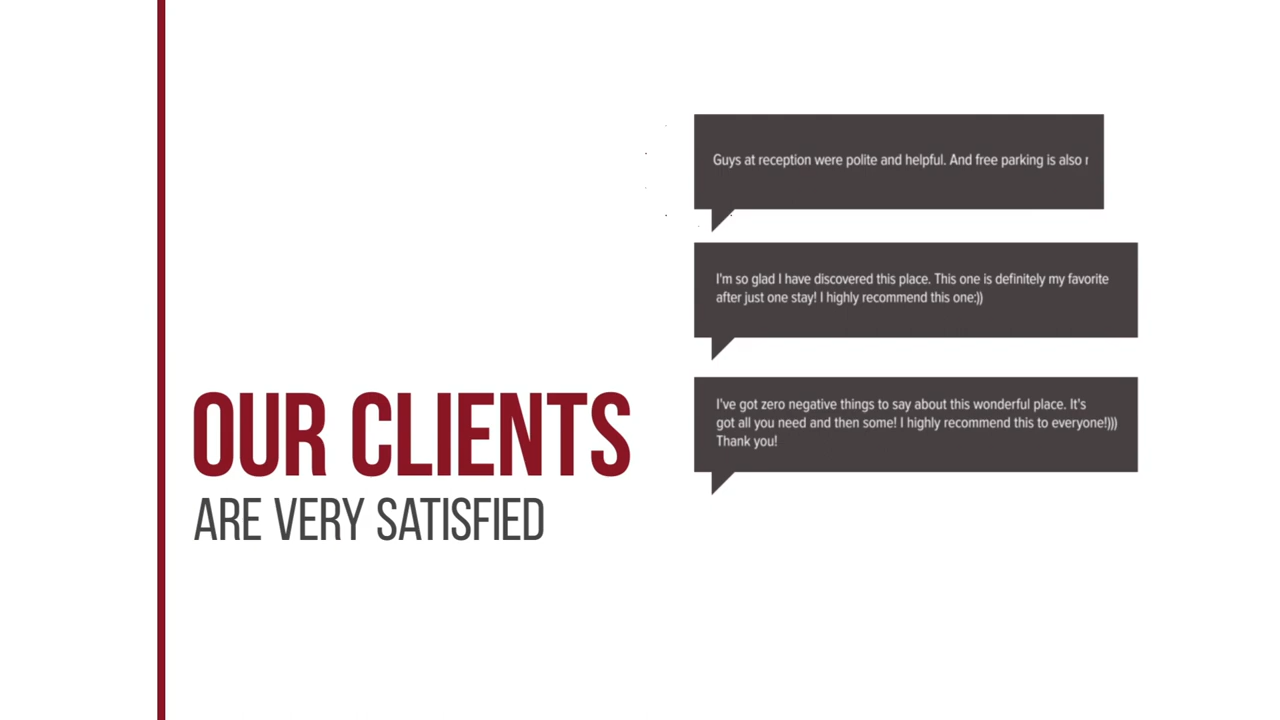 Guys at reception were polite and helpful. And free parking is also
I'm so glad I have discovered this place. This one is definitely my favorite
after just one stay! I highly recommend this one:))
I've got zero negative things to say about this wonderful place. It's
got all you need and then some! I highly recommend this to everyone!)))
Thank you!
OUR CLIENTS
ARE VERY SATISFIED